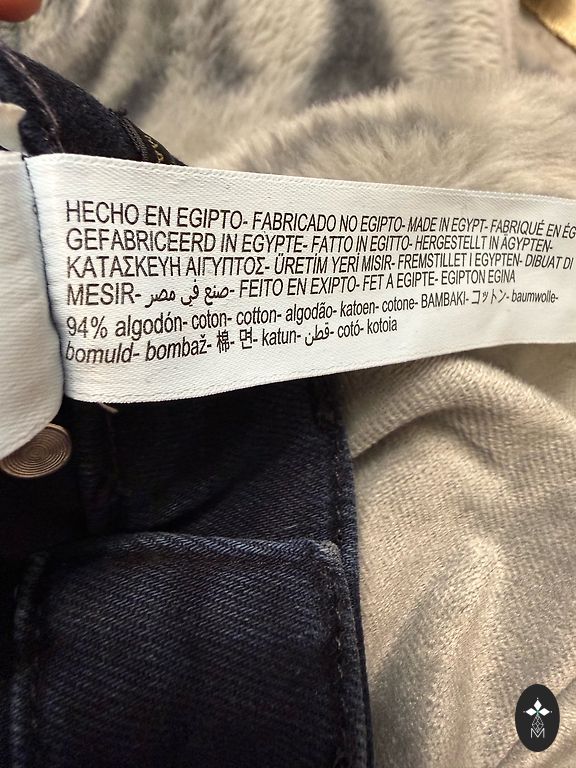 HECHO EN EGIPTO- FABRICADO NO EGIPTO- MADE IN EGYPT- FABRIQUÉ EN ÉG
GEFABRICEERD IN EGYPTE- FATTO IN EGITTO- HERGESTELLT IN ÄGYPTEN-
ΚΑΤΑΣΚΕΥΗ ΑΙΓΥΠΤΟΣ- ÜRETİM YERİ MISIR- FREMSTILLET I EGYPTEN- DIBUAT DI
MESIR- صنع في مصر- FEITO EN EXIPTO- FET A EGIPTE- EGIPTON EGINA
94% algodón- coton- cotton- algodão- katoen- cotone- ΒΑΜΒΑΚΙ- コットン- baumwolle-
bomuld- bombaž- 棉- 면- katun- قطن- cotó- kotoia